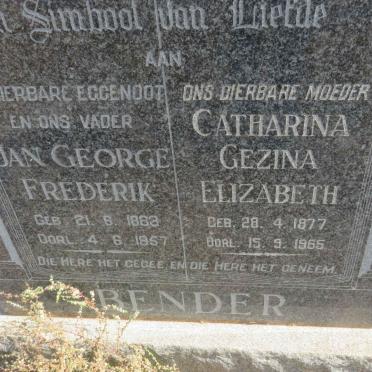 Simbool van Liefde
AAN
DIERBARE EGGENOOT
EN ONS VADER
JAN GEORGE
FREDERIK
GEB. 21. 6. 1883
OORL. 4. 6. 1957
ONS DIERBARE MOEDER
CATHARINA
GEZINA
ELIZABETH
GEB. 28. 4. 1877
OORL. 15. 9. 1965
DIE HERE HET GEGEE EN DIE HERE HET GENEEM.
BENDER